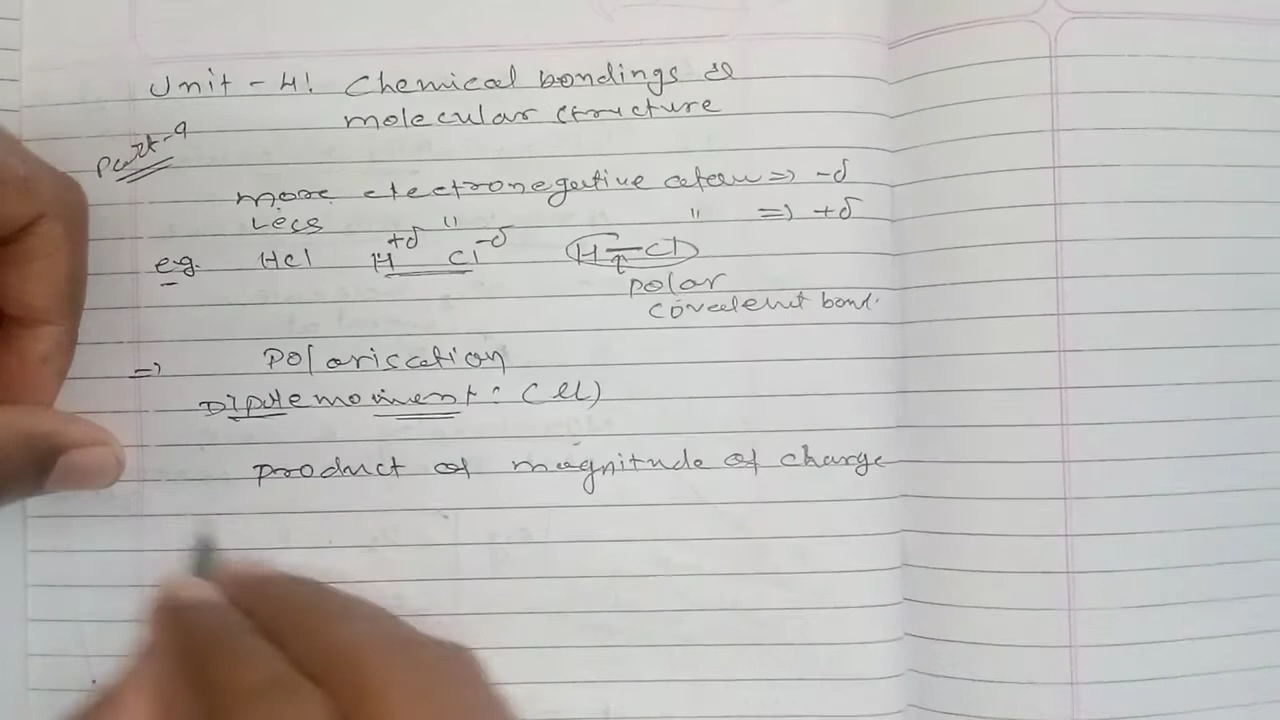 Unit - 4! Chemical bondings &
molecular structure
Part-9
more electronegative atom => -δ
Less " " => +δ
e.g. HCl H+δ Cl-δ H-Cl
polar
covalent bond.
=> Polarisation
Dipole moment: (μ)
product of magnitude of charge